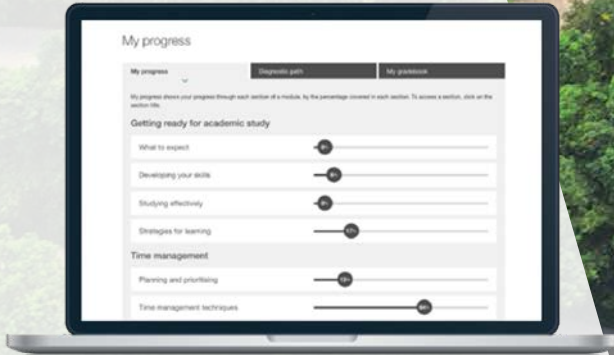 My progress
My progress
Diagnostic path
My gradebook
My progress shows your progress through each section of a module, by the percentage covered in each section. To access a section, click on the
section title.
Getting ready for academic study
What to expect
Developing your skills
Studying effectively
Strategies for learning
Time management
Planning and prioritising
Time management techniques